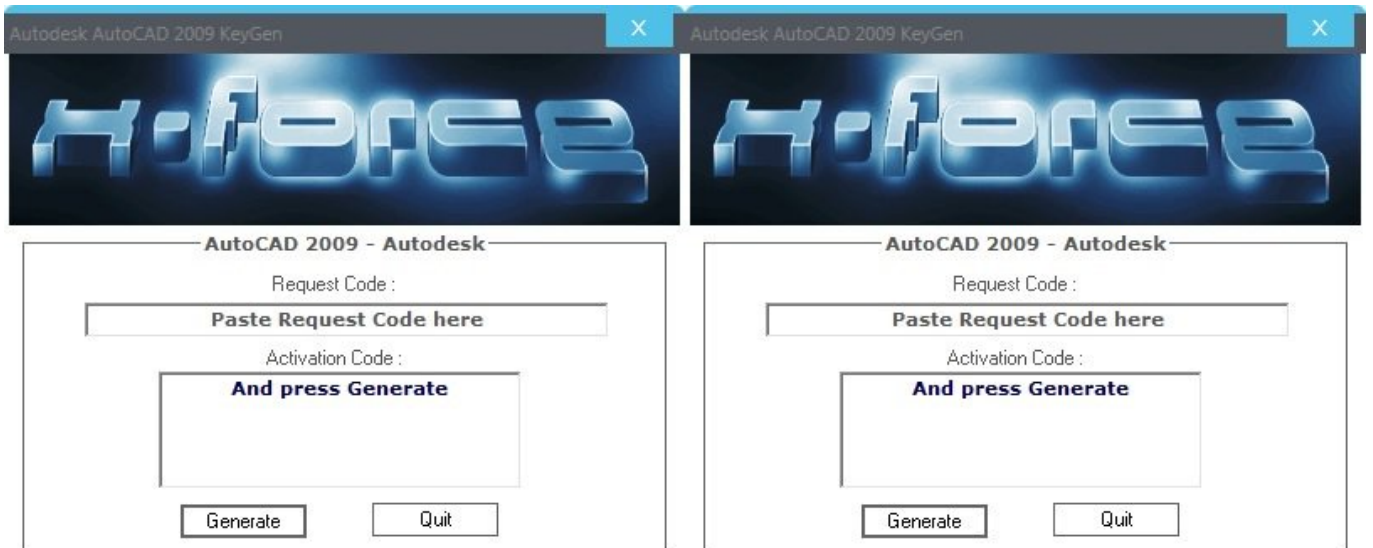 Autodesk AutoCAD 2009 KeyGen
X
x-force
AutoCAD 2009 - Autodesk
Request Code :
Paste Request Code here
Activation Code :
And press Generate
Generate
Quit
Autodesk AutoCAD 2009 KeyGen
X
x-force
AutoCAD 2009 - Autodesk
Request Code :
Paste Request Code here
Activation Code :
And press Generate
Generate
Quit